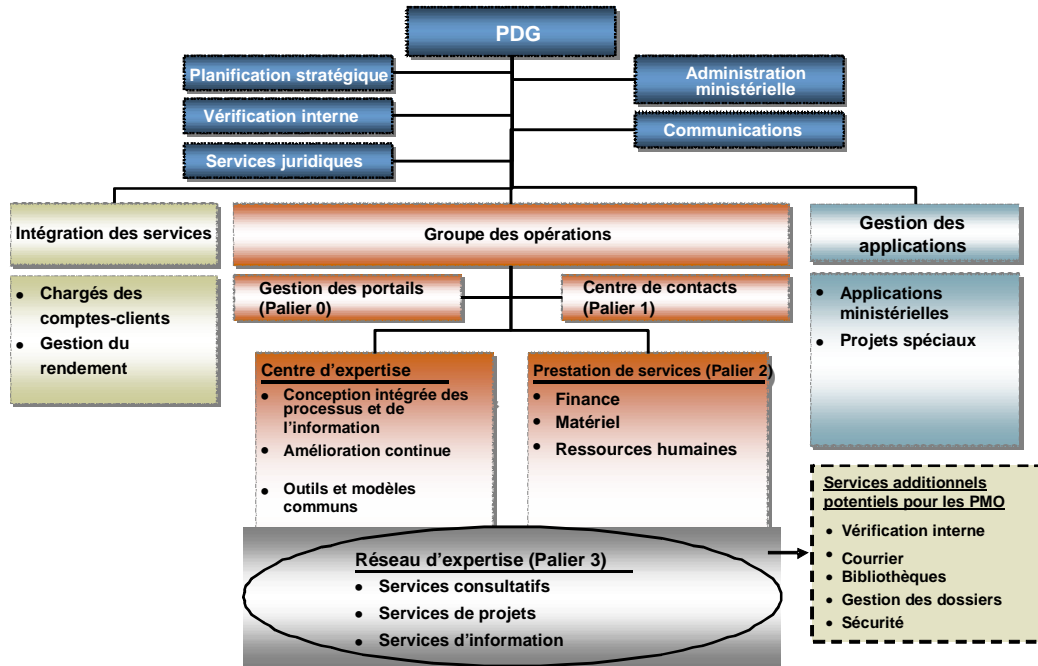 PDG
Planification stratégique
Administration
ministérielle
Vérification interne
Communications
Services juridiques
Intégration des services
Groupe des opérations
Gestion des
applications
• Chargés des
comptes-clients
• Gestion du
rendement
Gestion des portails
(Palier 0)
Centre de contacts
(Palier 1)
• Applications
ministérielles
• Projets spéciaux
Centre d’expertise
• Conception intégrée des
processus et de
l’information
• Amélioration continue
• Outils et modèles
communs
Prestation de services (Palier 2)
• Finance
• Matériel
• Ressources humaines
Réseau d’expertise (Palier 3)
• Services consultatifs
• Services de projets
• Services d’information
Services additionnels
potentiels pour les PMO
• Vérification interne
• Courrier
• Bibliothèques
• Gestion des dossiers
• Sécurité